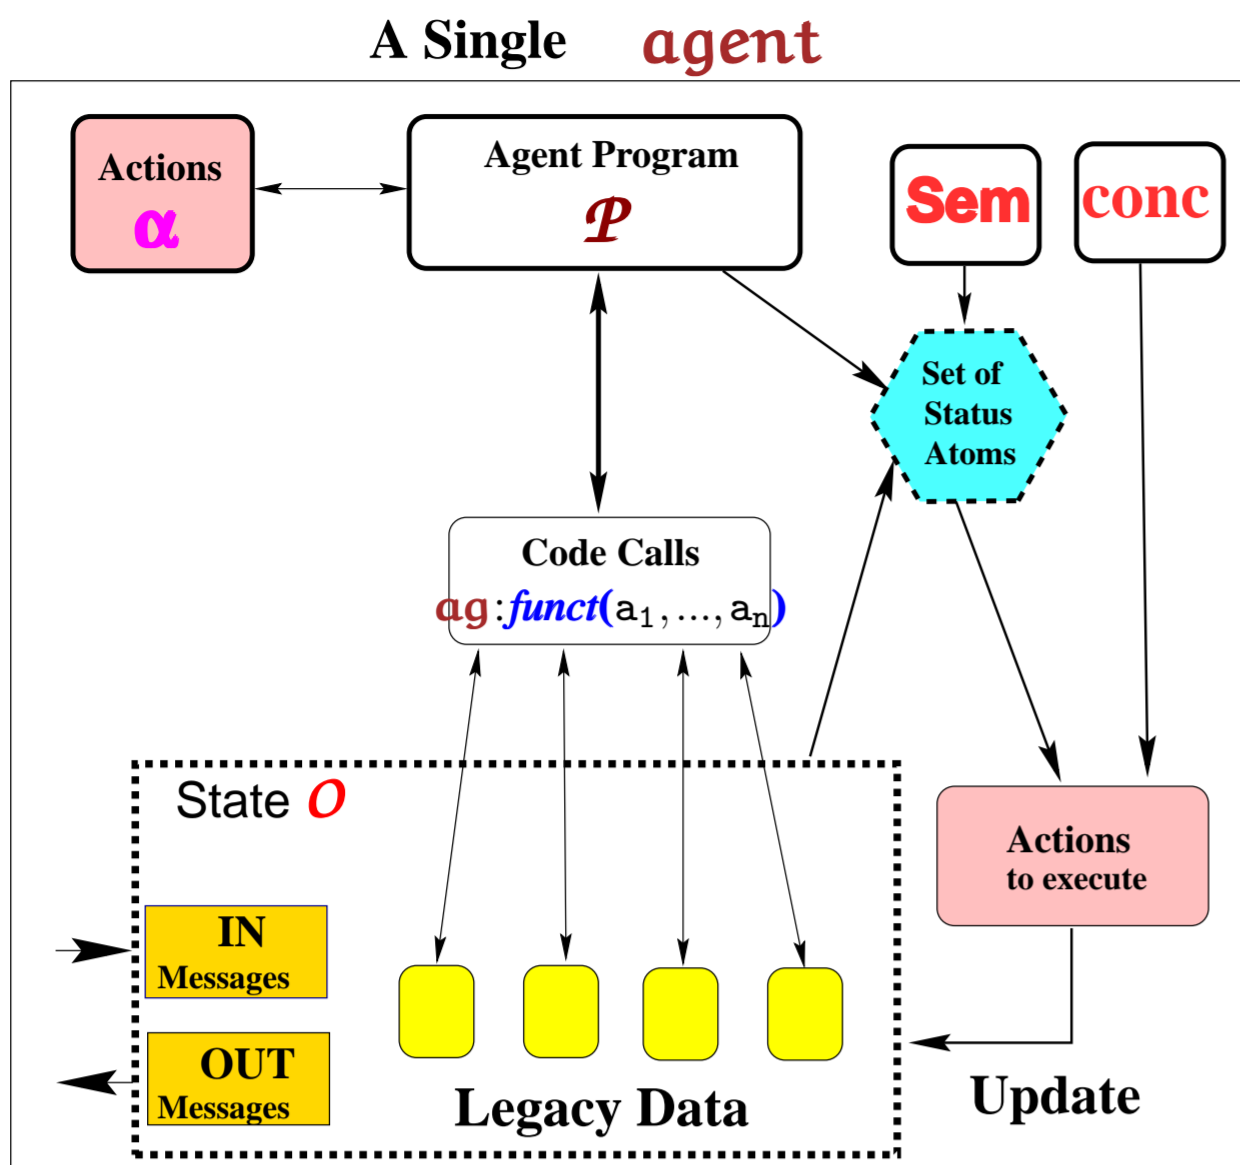 A Single agent
Actions
α
Agent Program
𝒫
Sem
conc
Set of
Status
Atoms
Code Calls
ag:funct(a₁,...,aₙ)
State 𝒪
Actions
to execute
IN
Messages
OUT
Messages
Legacy Data
Update